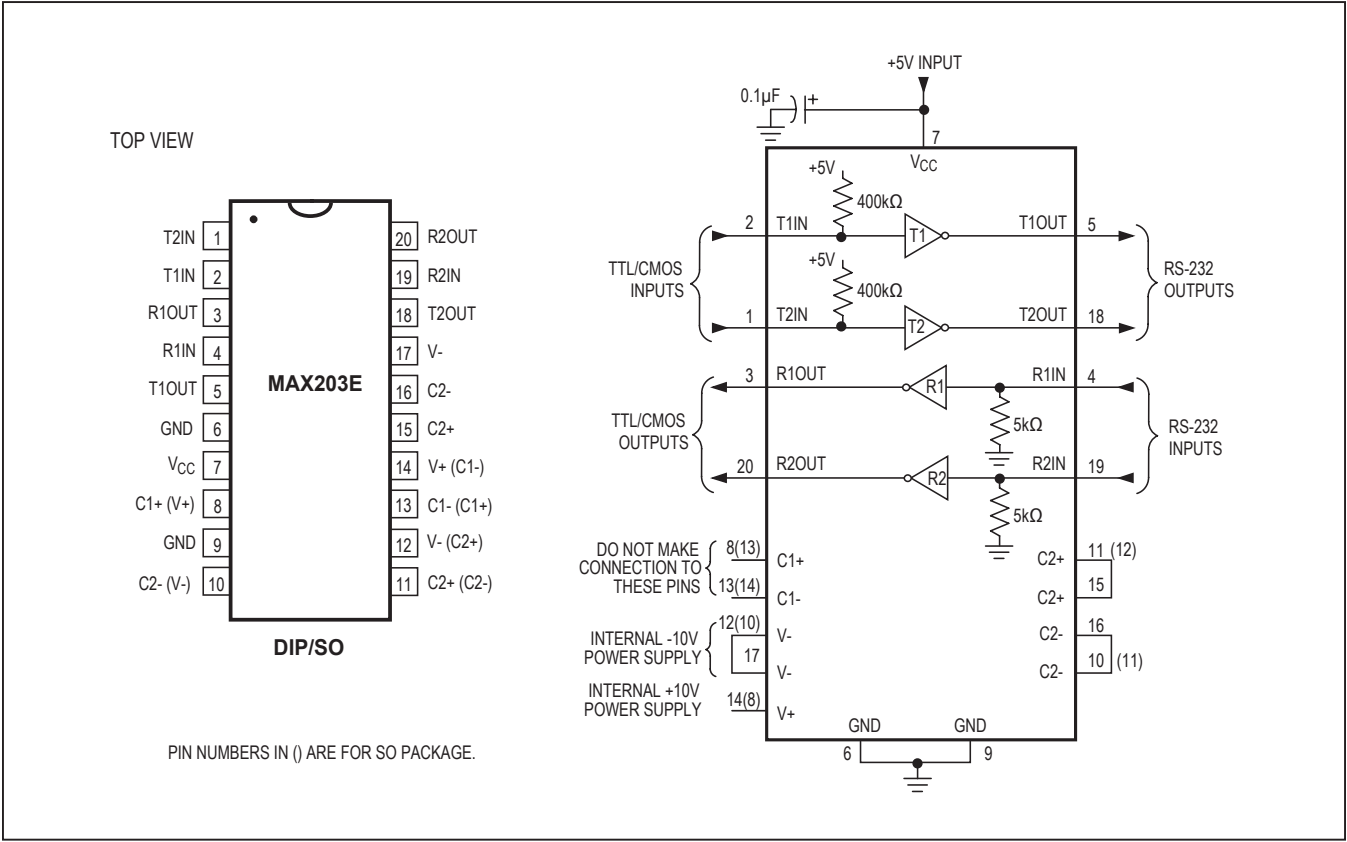 TOP VIEW
T2IN 1
T1IN 2
R1OUT 3
R1IN 4
T1OUT 5
GND 6
VCC 7
C1+ (V+) 8
GND 9
C2- (V-) 10
MAX203E
20 R2OUT
19 R2IN
18 T2OUT
17 V-
16 C2-
15 C2+
14 V+ (C1-)
13 C1- (C1+)
12 V- (C2+)
11 C2+ (C2-)
DIP/SO
PIN NUMBERS IN () ARE FOR SO PACKAGE.
+5V INPUT
0.1µF
+
7
VCC
+5V
400kΩ
2 T1IN T1 T1OUT 5
+5V
400kΩ
TTL/CMOS
INPUTS
RS-232
OUTPUTS
1 T2IN T2 T2OUT 18
3 R1OUT R1 R1IN 4
5kΩ
TTL/CMOS
OUTPUTS
RS-232
INPUTS
20 R2OUT R2 R2IN 19
5kΩ
DO NOT MAKE
CONNECTION TO
THESE PINS
8(13) C1+
13(14) C1-
C2+ 11 (12)
C2+ 15
INTERNAL -10V
POWER SUPPLY
12(10) V-
17 V-
C2- 16
C2- 10 (11)
INTERNAL +10V
POWER SUPPLY
14(8) V+
GND GND
6 9